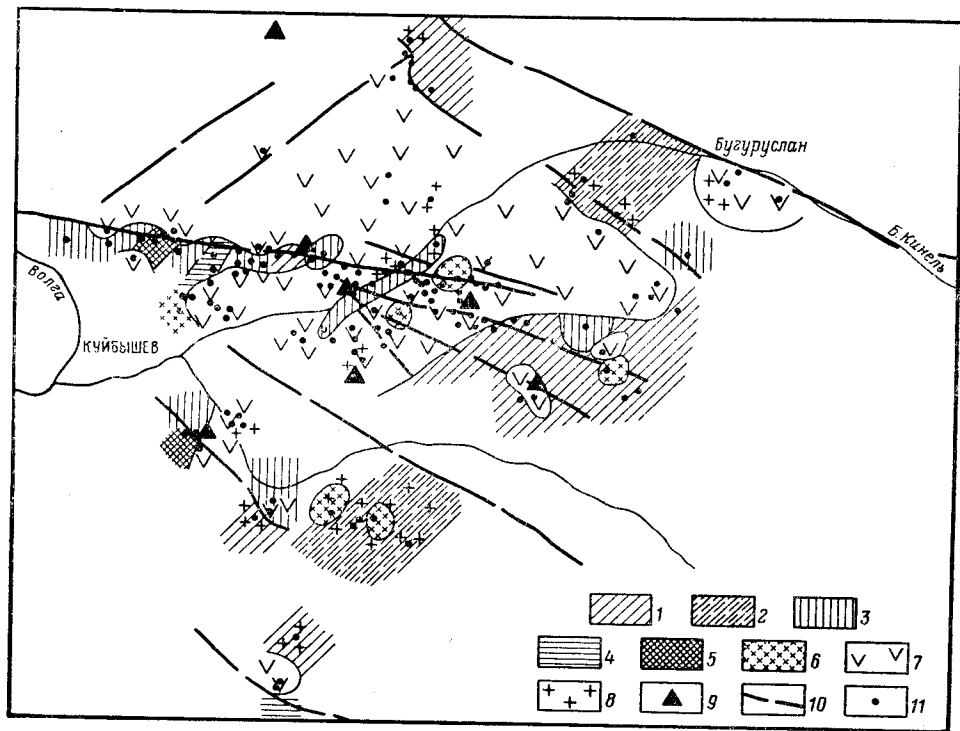 Бугуруслан
Б. Кинель
Волга
КУЙБЫШЕВ
1 2 3
4 5 6 7
8 9 10 11